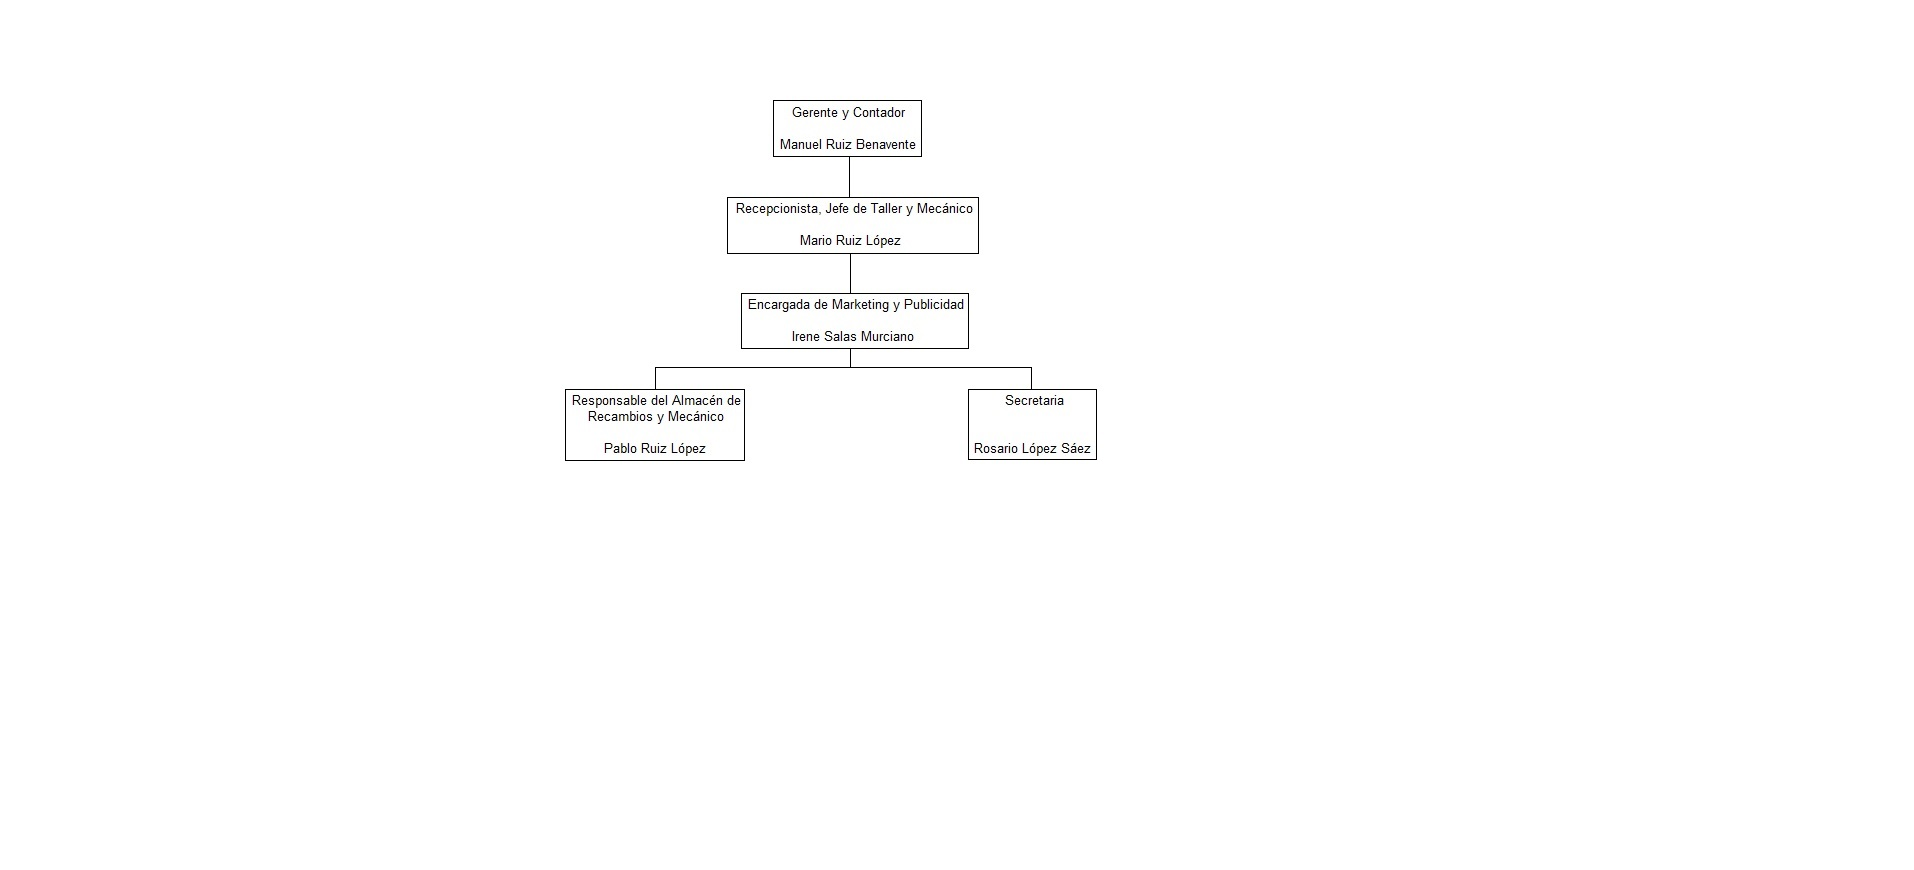 Gerente y Contador
Manuel Ruiz Benavente
Recepcionista, Jefe de Taller y Mecánico
Mario Ruiz López
Encargada de Marketing y Publicidad
Irene Salas Murciano
Responsable del Almacén de
Recambios y Mecánico
Pablo Ruiz López
Secretaria
Rosario López Sáez